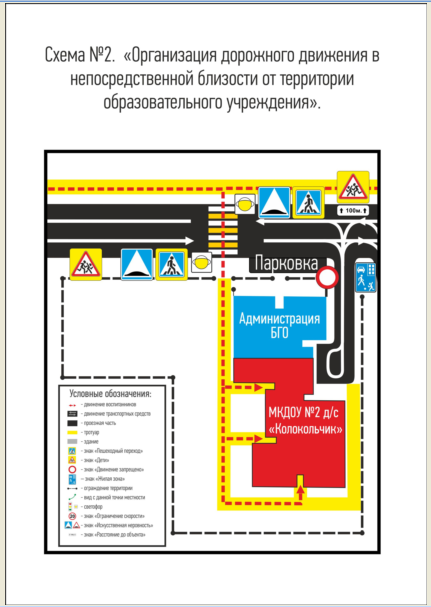 Схема №2. «Организация дорожного движения в
непосредственной близости от территории
образовательного учреждения».
100м.
Парковка
Администрация
БГО
МКДОУ №2 д/с
«Колокольчик»
Условные обозначения:
- движение воспитанников
- движение транспортных средств
- проезжая часть
- тротуар
- здание
- знак «Пешеходный переход»
- знак «Дети»
- знак «Движение запрещено»
- знак «Жилая зона»
- ограждение территории
- вид с данной точки местности
- светофор
- знак «Ограничение скорости»
- знак «Искусственная неровность»
- знак «Расстояние до объекта»